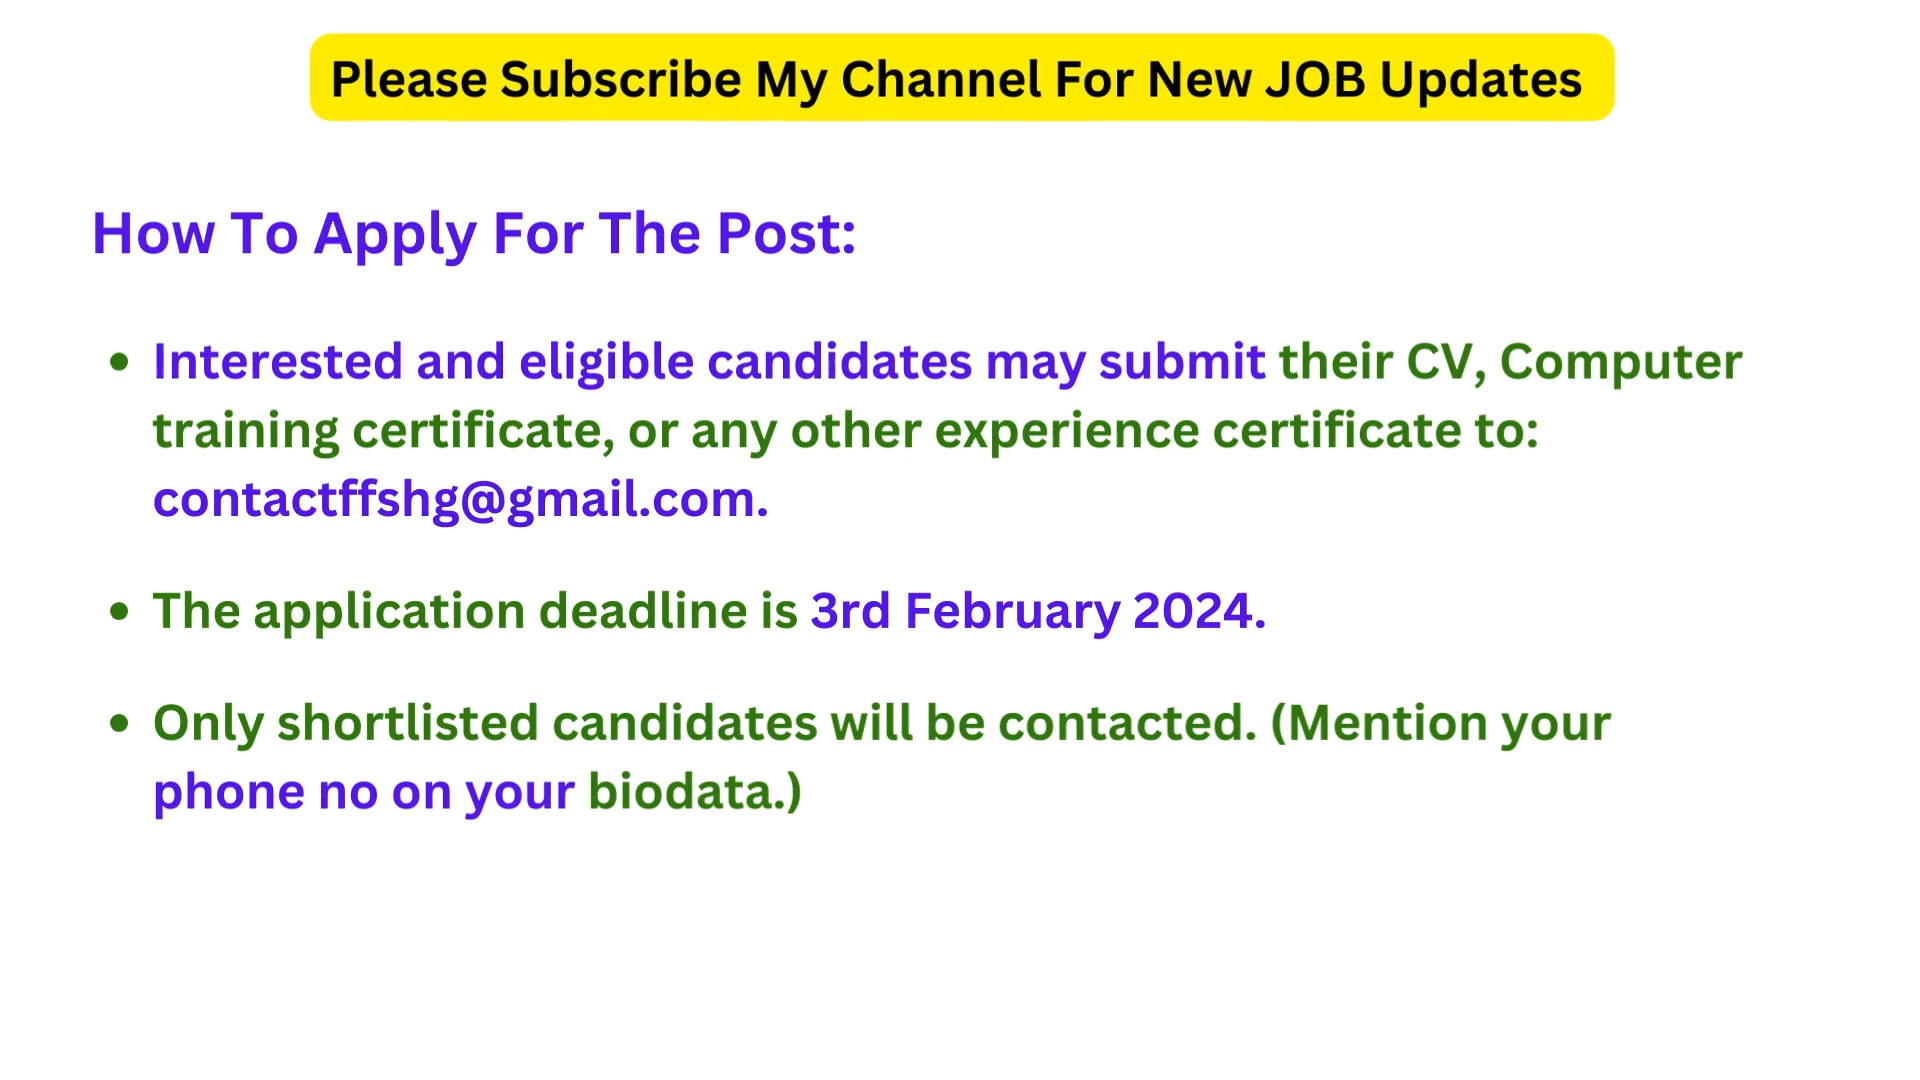 Please Subscribe My Channel For New JOB Updates
How To Apply For The Post:
• Interested and eligible candidates may submit their CV, Computer
training certificate, or any other experience certificate to:
contactffshg@gmail.com.
• The application deadline is 3rd February 2024.
• Only shortlisted candidates will be contacted. (Mention your
phone no on your biodata.)